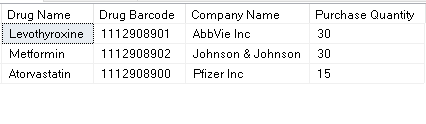 Drug Name Drug Barcode Company Name Purchase Quantity
Levothyroxine 1112908901 AbbVie Inc 30
Metformin 1112908902 Johnson & Johnson 30
Atorvastatin 1112908900 Pfizer Inc 15